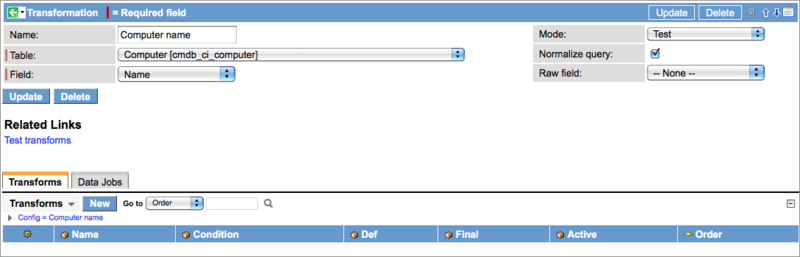 Transformation = Required field Update Delete
Name: Computer name Mode: Test
Table: Computer [cmdb_ci_computer] Normalize query:
Field: Name Raw field: -- None --
Update Delete
Related Links
Test transforms
Transforms Data Jobs
Transforms New Go to Order
Config = Computer name
Name Condition Def Final Active Order